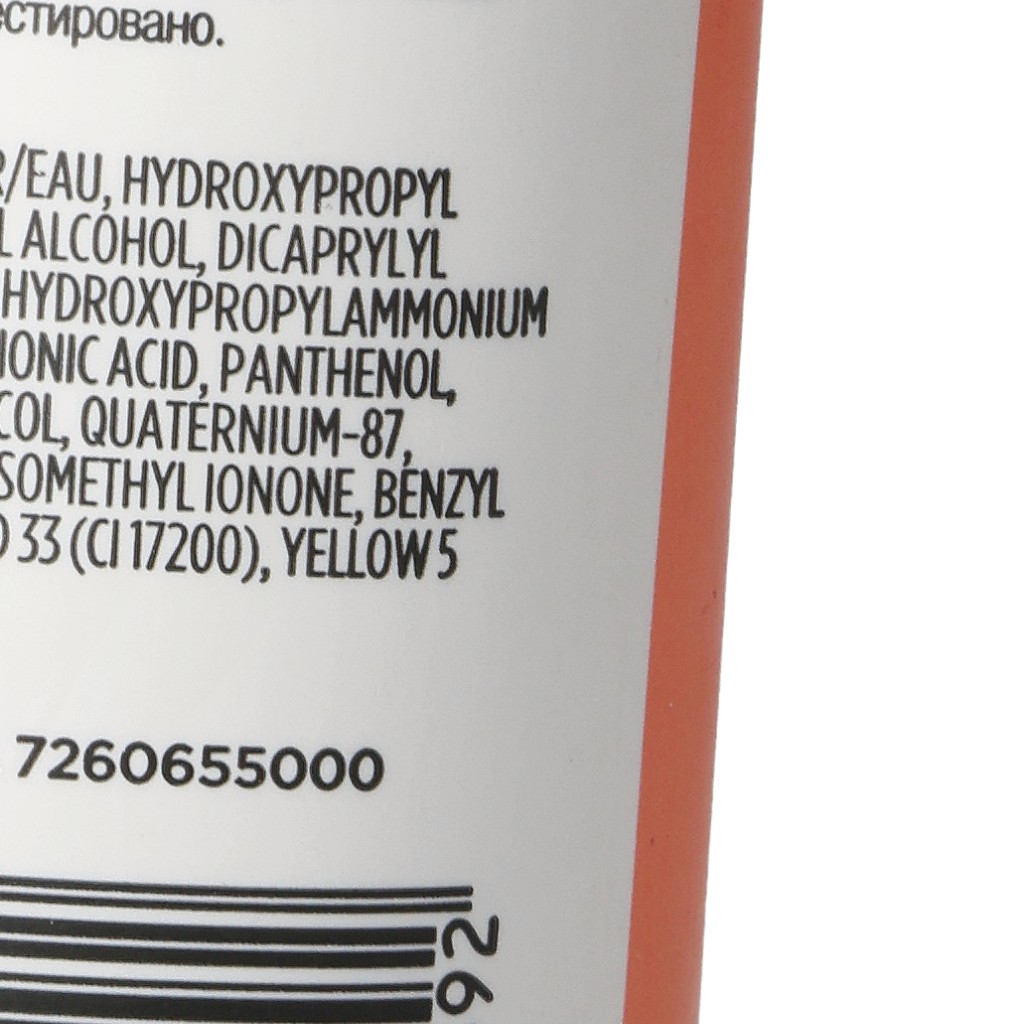 естировано.
R/EAU, HYDROXYPROPYL
L ALCOHOL, DICAPRYLYL
HYDROXYPROPYLAMMONIUM
IONIC ACID, PANTHENOL,
COL, QUATERNIUM-87,
SOMETHYL IONONE, BENZYL
D 33 (CI 17200), YELLOW 5
7260655000
92